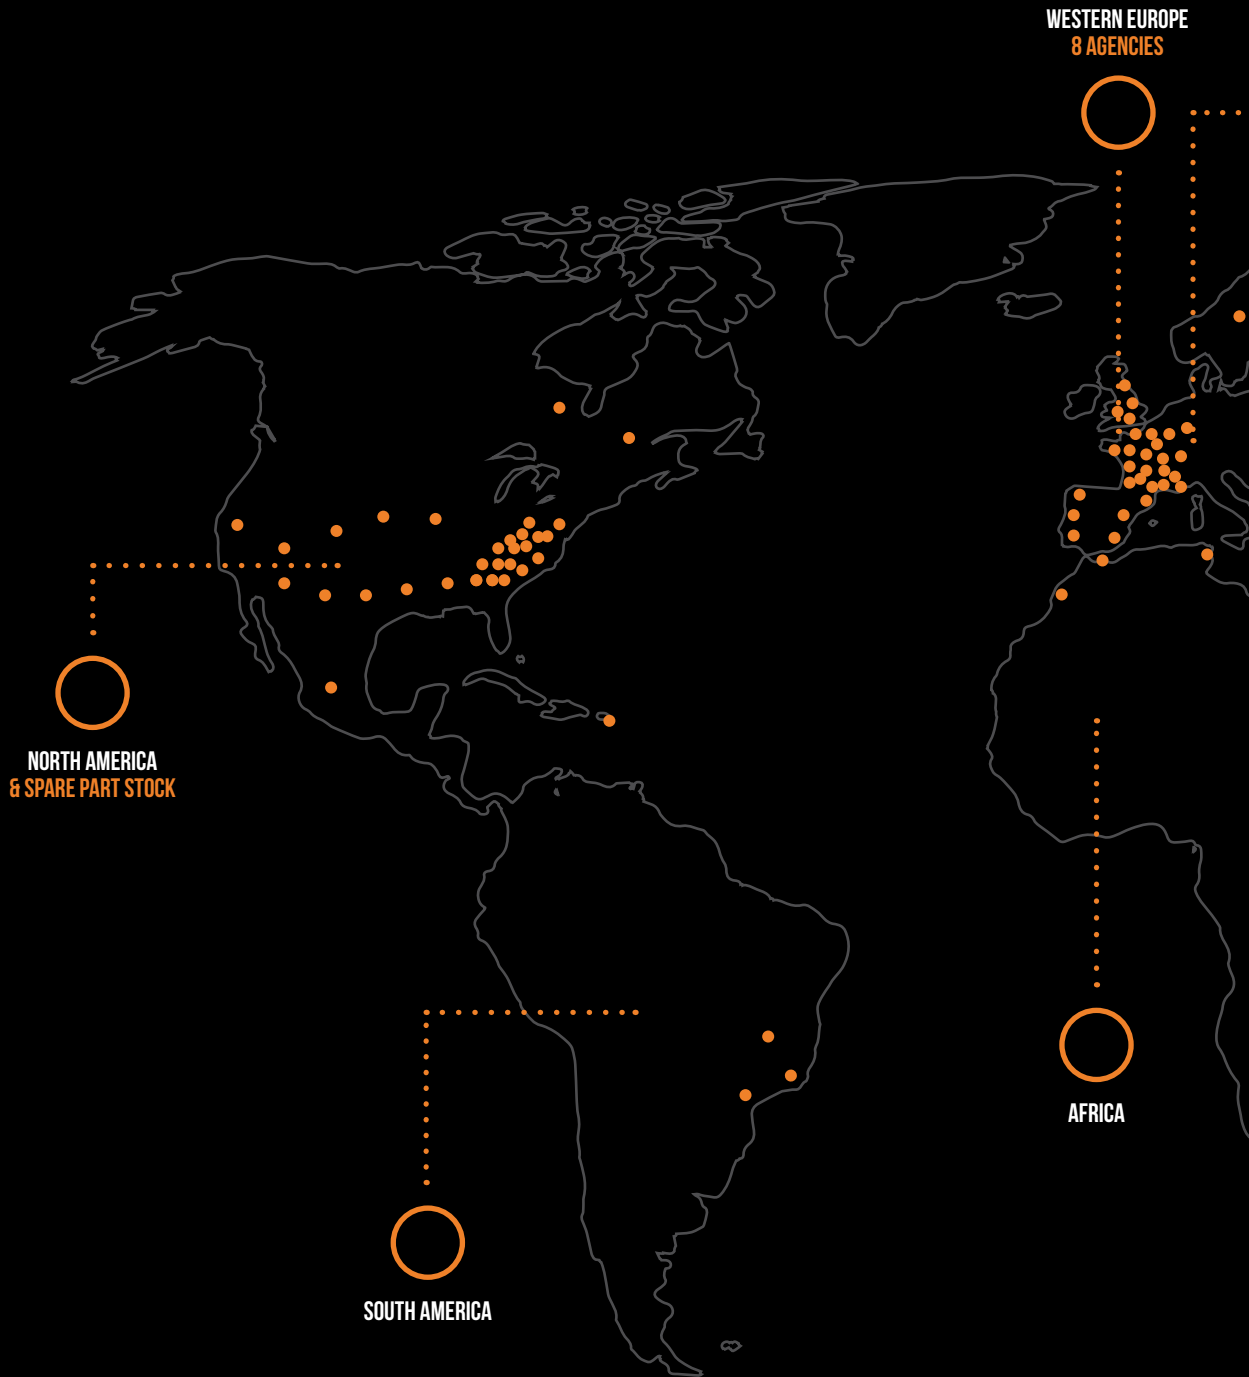 WESTERN EUROPE
8 AGENCIES
NORTH AMERICA
& SPARE PART STOCK
AFRICA
SOUTH AMERICA